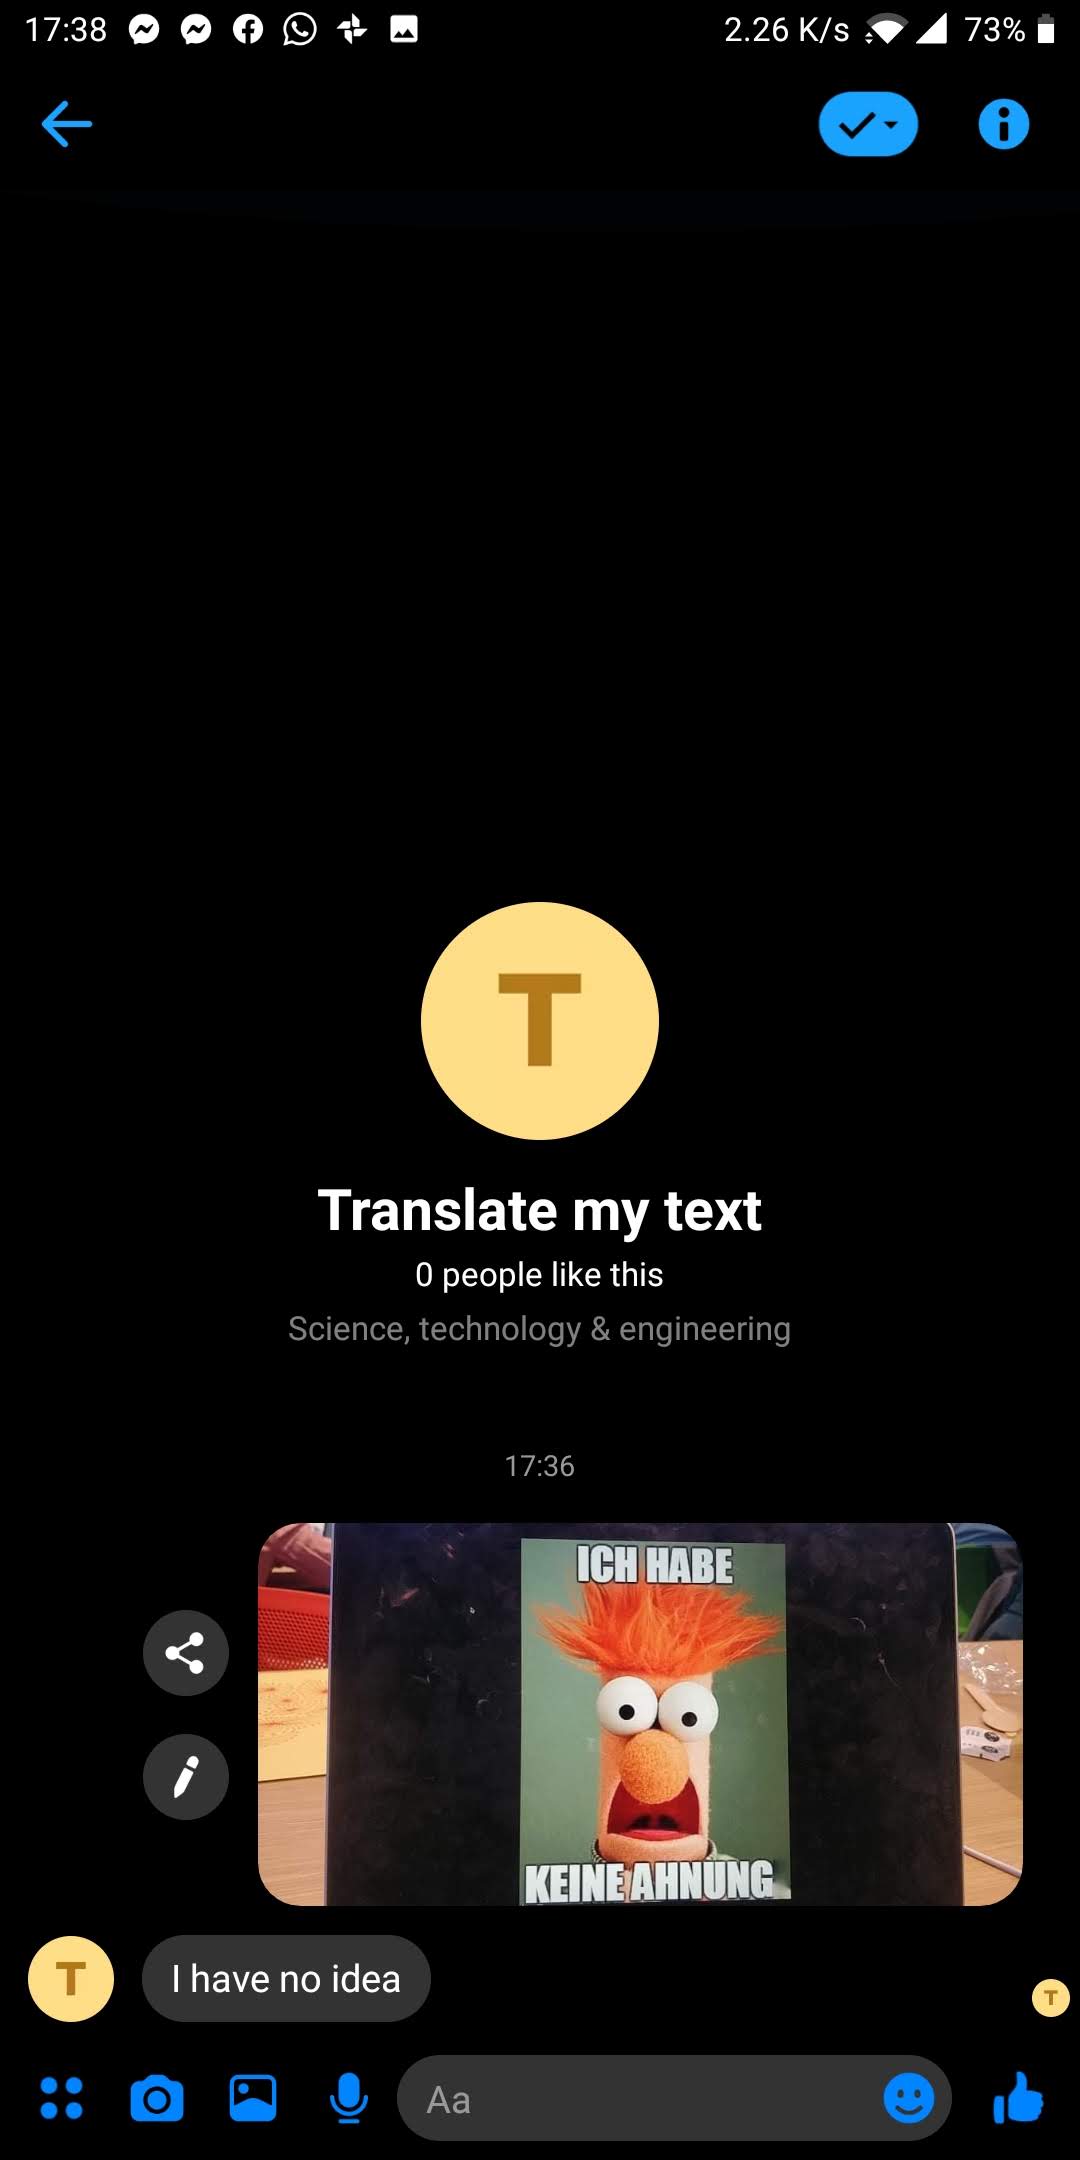 17:38
2.26 K/s
73%
T
Translate my text
0 people like this
Science, technology & engineering
17:36
ICH HABE
KEINE AHNUNG
T
I have no idea
T
Aa